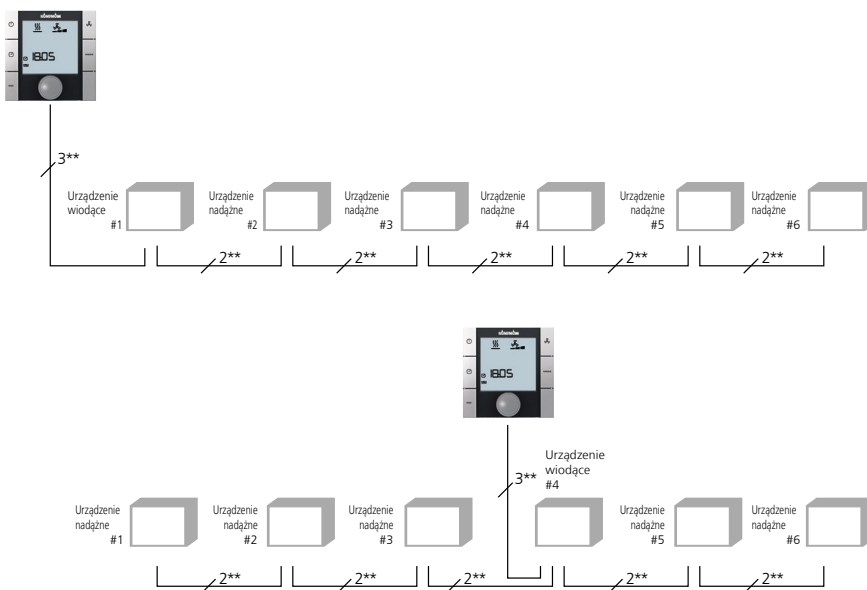 KAMPMANN
18:05
3**
Urządzenie
wiodące
#1
Urządzenie
nadążne
#2
Urządzenie
nadążne
#3
Urządzenie
nadążne
#4
Urządzenie
nadążne
#5
Urządzenie
nadążne
#6
2**
2**
2**
2**
2**
KAMPMANN
18:05
3**
Urządzenie
wiodące
#4
Urządzenie
nadążne
#1
Urządzenie
nadążne
#2
Urządzenie
nadążne
#3
Urządzenie
nadążne
#5
Urządzenie
nadążne
#6
2**
2**
2**
2**
2**